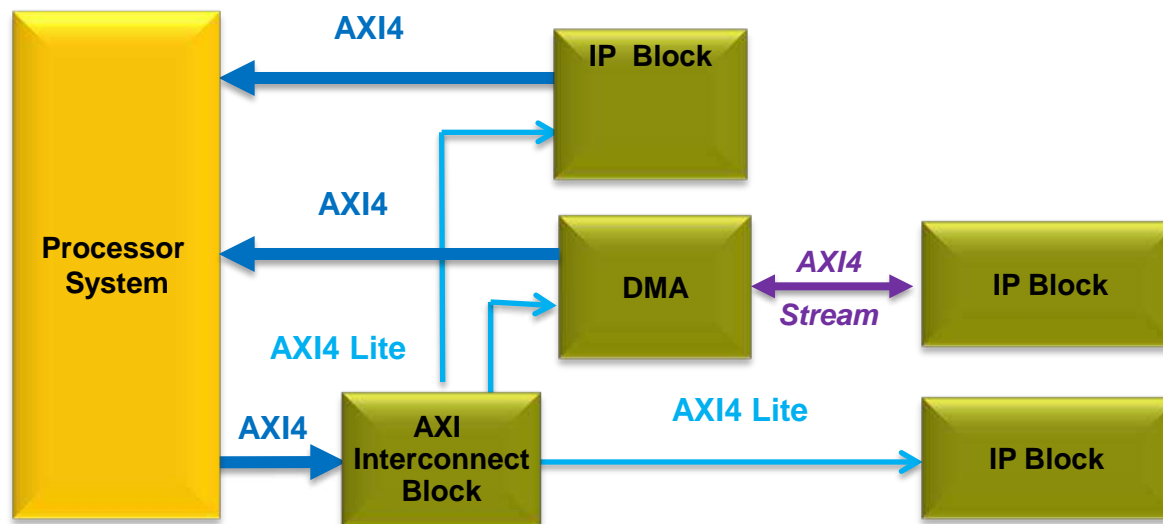 AXI4
IP Block
AXI4
Processor
System
DMA
AXI4
Stream
IP Block
AXI4 Lite
AXI4 Lite
AXI4
AXI
Interconnect
Block
IP Block